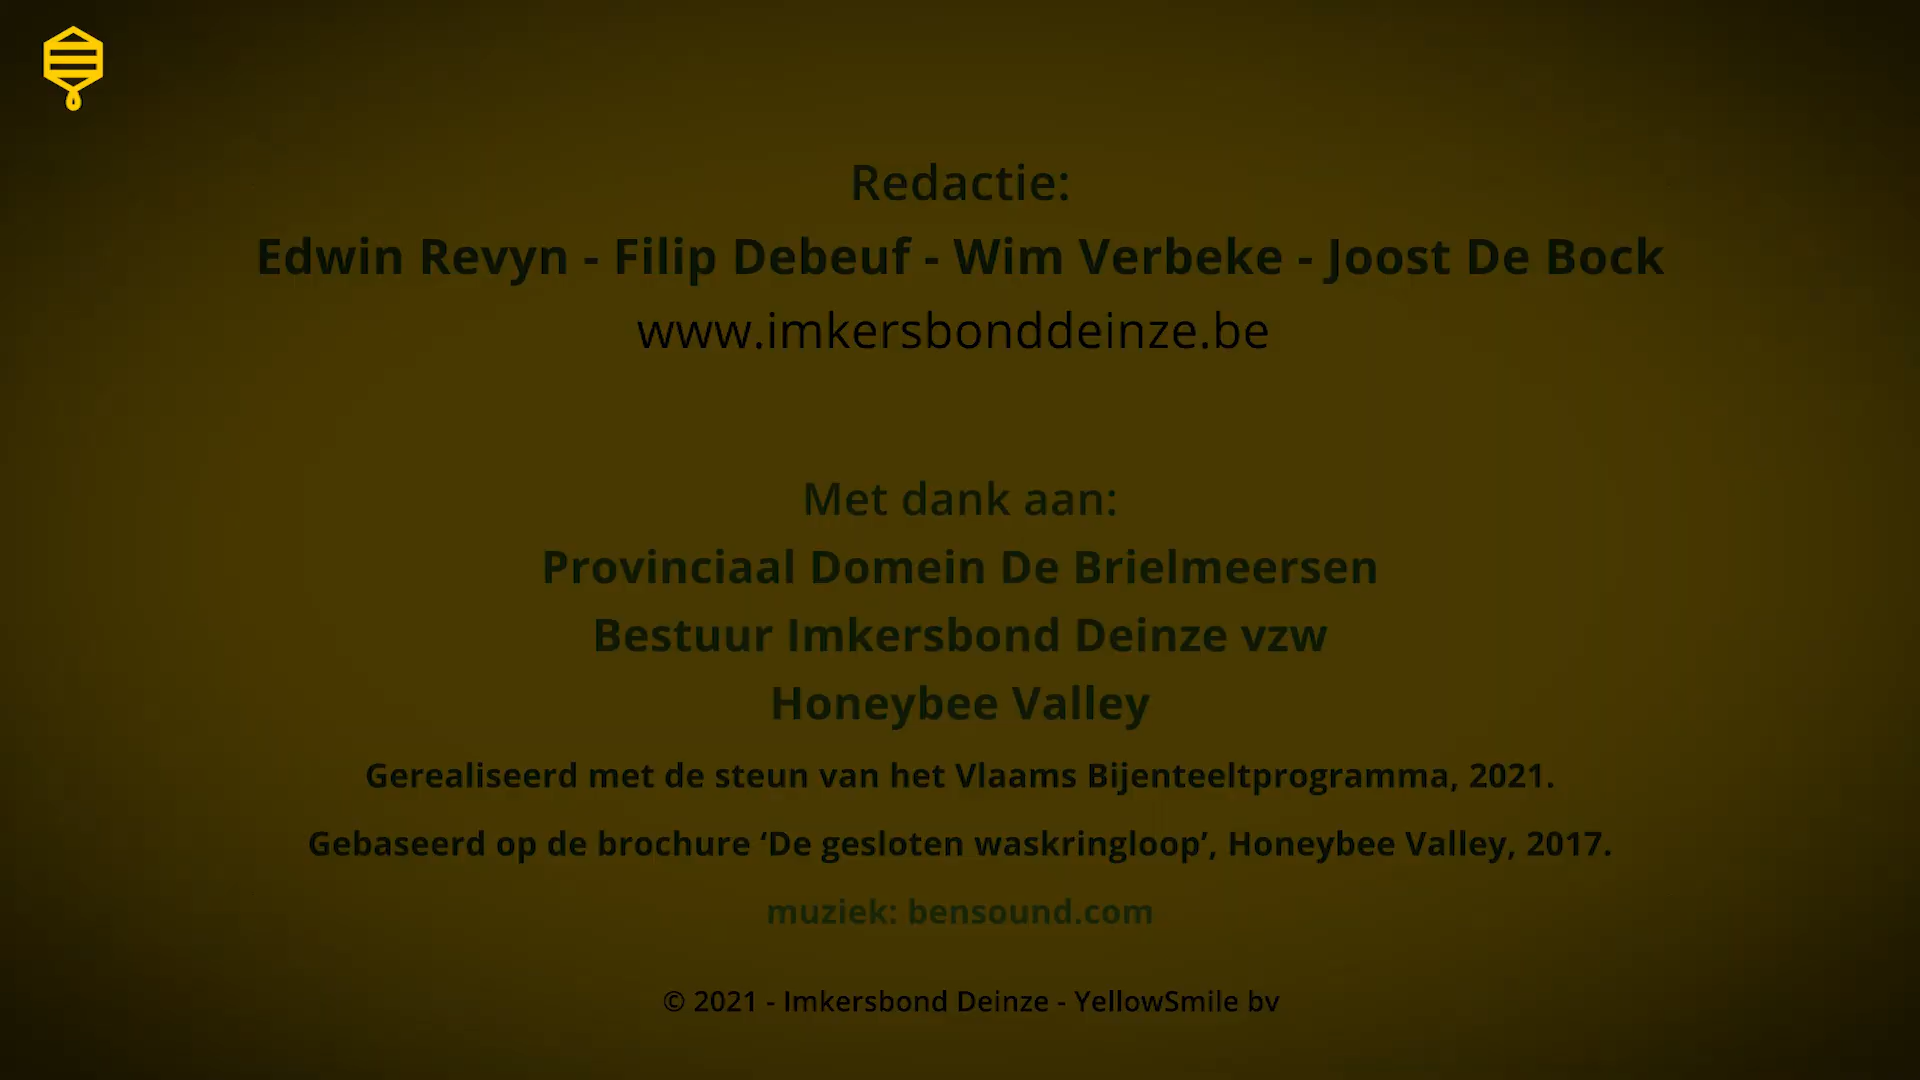 Redactie:
Edwin Revyn - Filip Debeuf - Wim Verbeke - Joost De Bock
www.imkersbonddeinze.be
Met dank aan:
Provinciaal Domein De Brielmeersen
Bestuur Imkersbond Deinze vzw
Honeybee Valley
Gerealiseerd met de steun van het Vlaams Bijenteeltprogramma, 2021.
Gebaseerd op de brochure ‘De gesloten waskringloop’, Honeybee Valley, 2017.
muziek: bensound.com
© 2021 - Imkersbond Deinze - YellowSmile bv